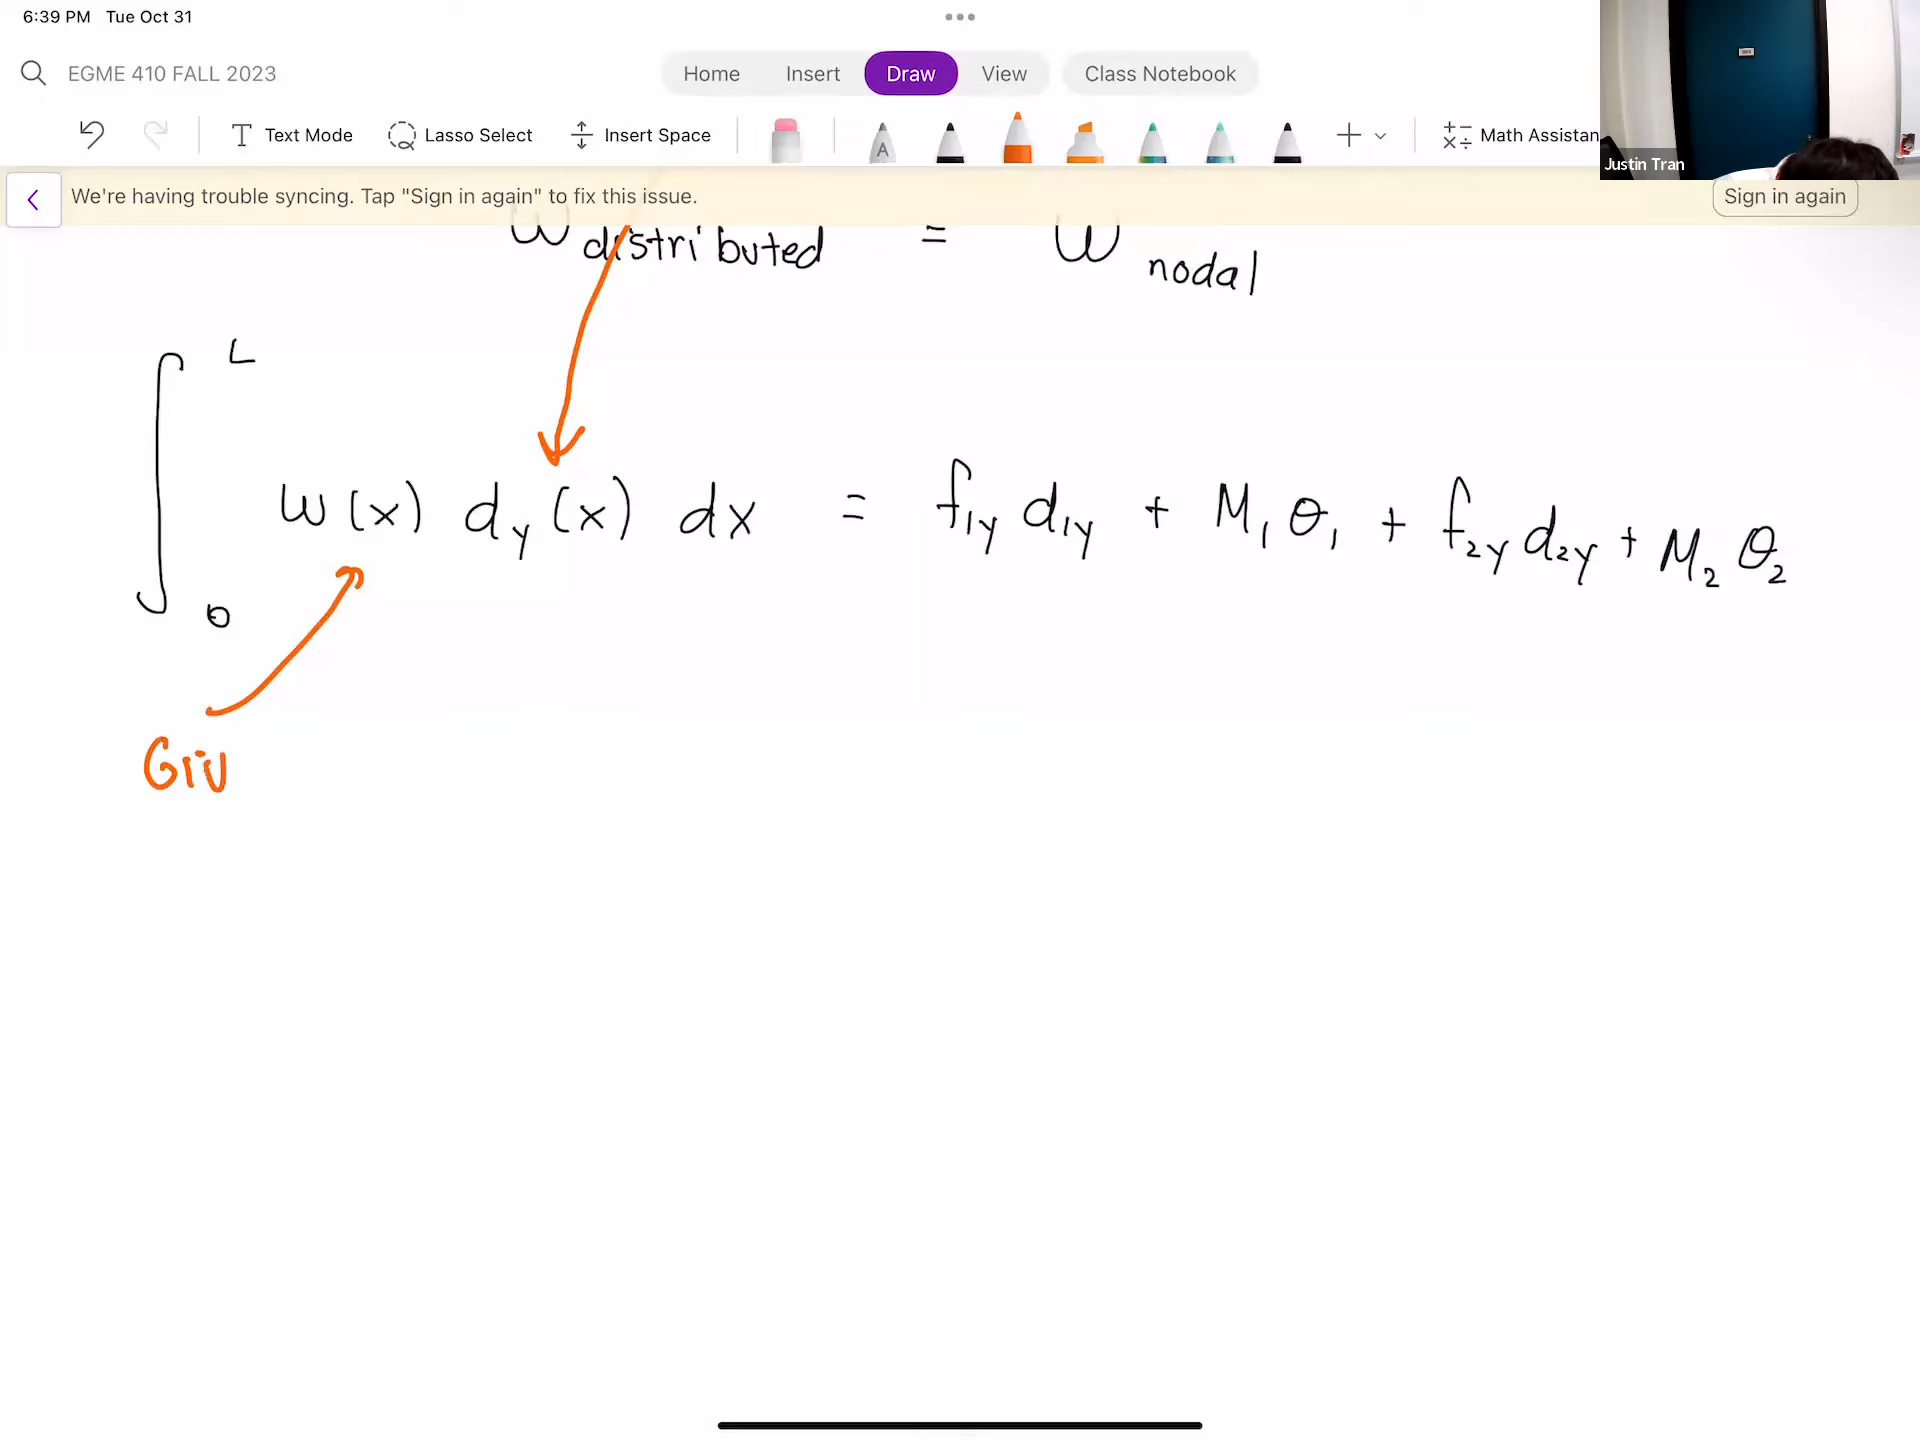 6:39 PM Tue Oct 31
EGME 410 FALL 2023
Home Insert Draw View Class Notebook
Text Mode Lasso Select Insert Space A Math Assistan
Justin Tran
We're having trouble syncing. Tap "Sign in again" to fix this issue. Sign in again
W distributed = W nodal
∫₀ᴸ w(x) dy(x) dx = f₁y d₁y + M₁ θ₁ + f₂y d₂y + M₂ θ₂
Giv